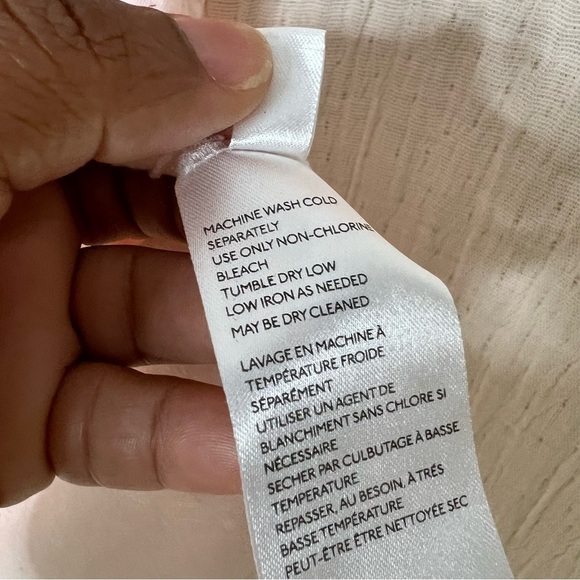 MACHINE WASH COLD
SEPARATELY
USE ONLY NON-CHLORINE
BLEACH
TUMBLE DRY LOW
LOW IRON AS NEEDED
MAY BE DRY CLEANED
LAVAGE EN MACHINE À
TEMPÉRATURE FROIDE
SÉPARÉMENT
UTILISER UN AGENT DE
BLANCHIMENT SANS CHLORE SI
NÉCESSAIRE
SECHER PAR CULBUTAGE À BASSE
TEMPERATURE
REPASSER, AU BESOIN, À TRÉS
BASSE TEMPÉRATURE
PEUT-ÊTRE ÊTRE NETTOYÉE SEC